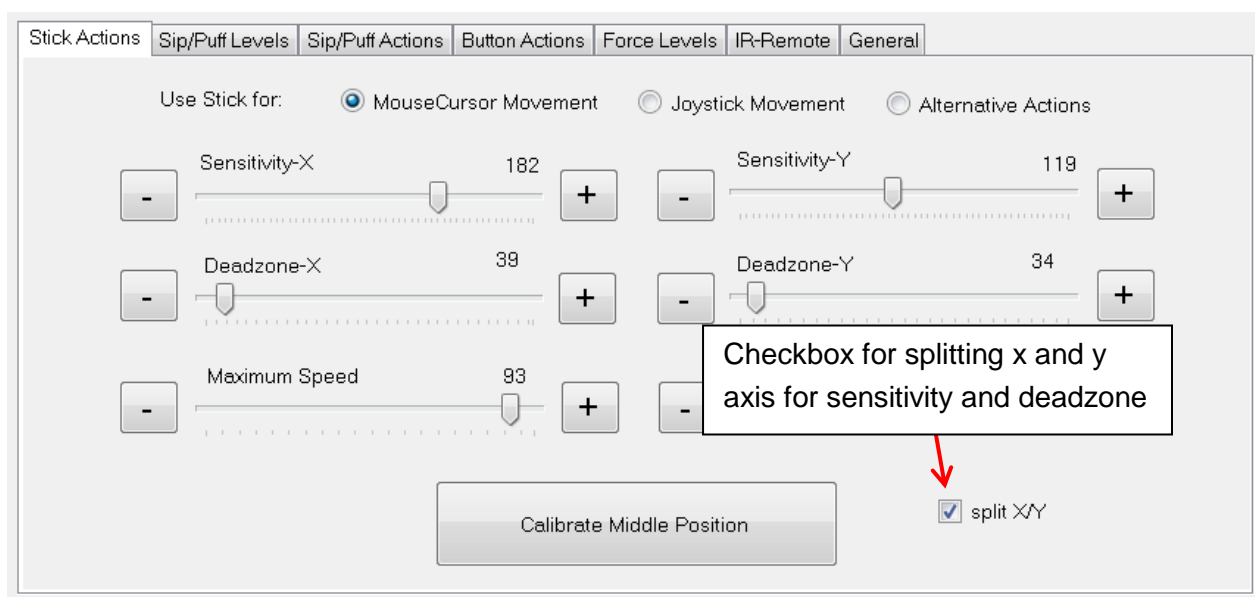 Stick Actions Sip/Puff Levels Sip/Puff Actions Button Actions Force Levels IR-Remote General
Use Stick for: MouseCursor Movement Joystick Movement Alternative Actions
Sensitivity-X 182 Sensitivity-Y 119
- + - +
Deadzone-X 39 Deadzone-Y 34
- + - +
Maximum Speed 93
- + -
Checkbox for splitting x and y
axis for sensitivity and deadzone
Calibrate Middle Position
split X/Y